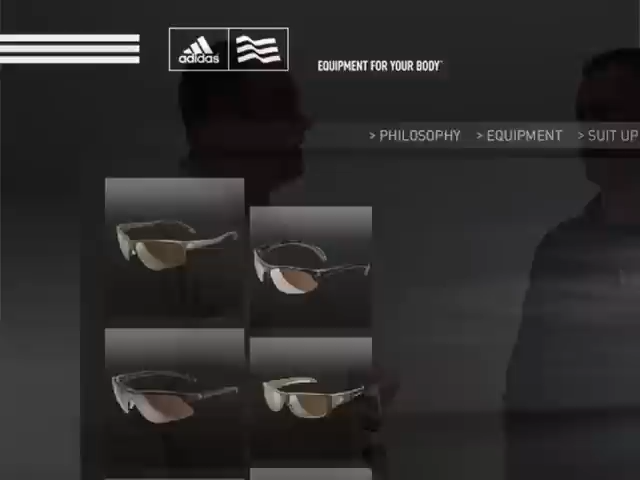 adidas
EQUIPMENT FOR YOUR BODY™
> PHILOSOPHY > EQUIPMENT > SUIT UP